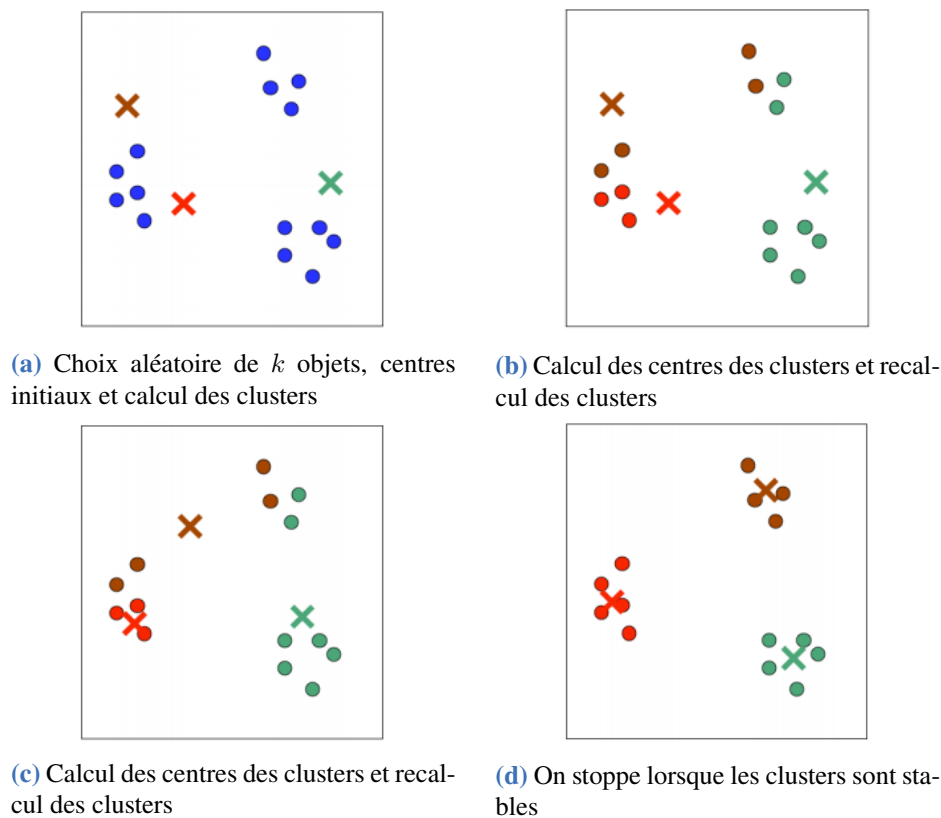 (a) Choix aléatoire de k objets, centres
initiaux et calcul des clusters
(b) Calcul des centres des clusters et recal-
cul des clusters
(c) Calcul des centres des clusters et recal-
cul des clusters
(d) On stoppe lorsque les clusters sont sta-
bles